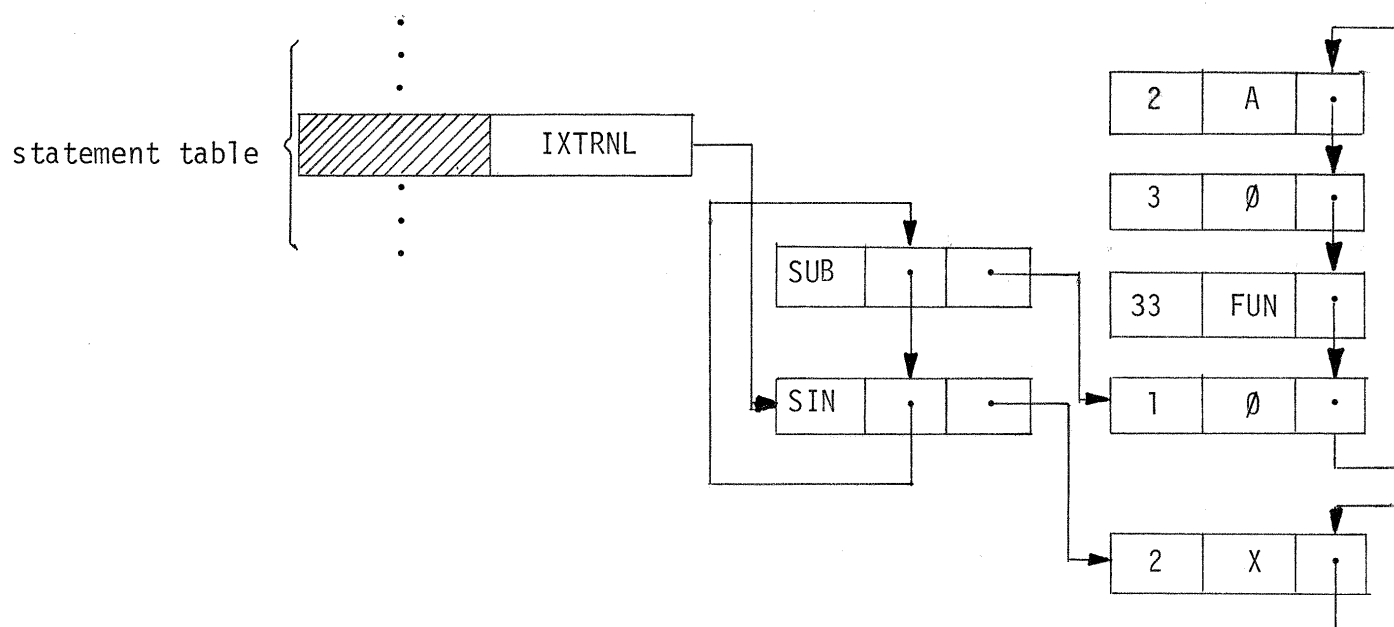 statement table
IXTRNL
SUB
SIN
2 A
3 Ø
33 FUN
1 Ø
2 X